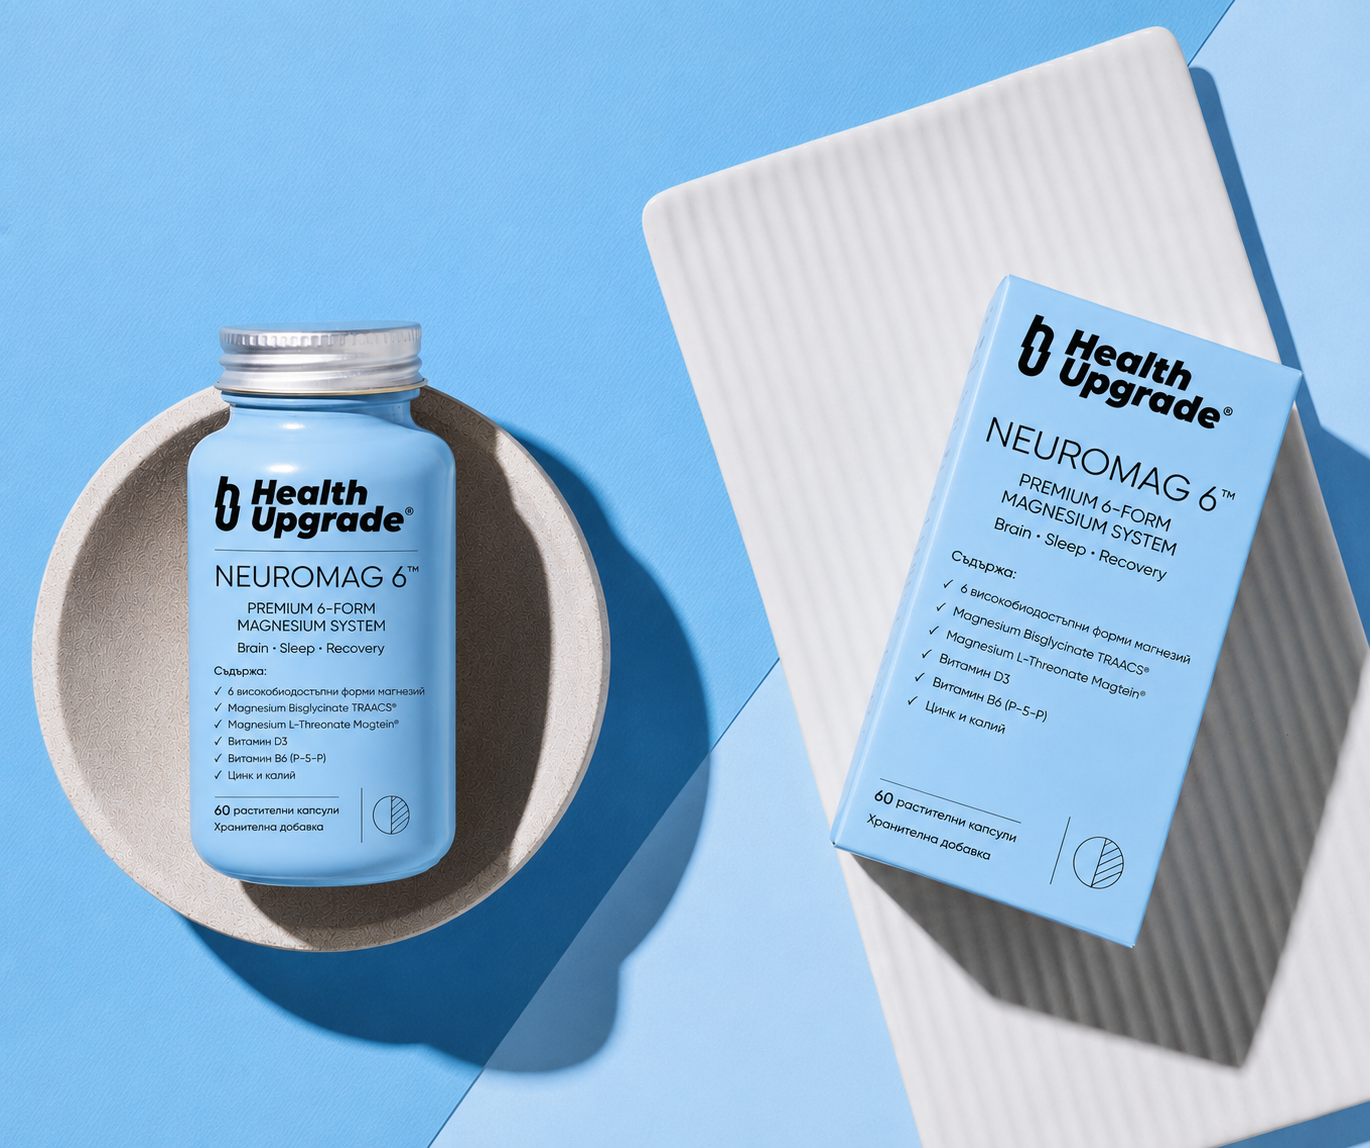 Health
Upgrade®
NEUROMAG 6™
PREMIUM 6-FORM
MAGNESIUM SYSTEM
Brain · Sleep · Recovery
Съдържа:
✓ 6 високобиодостъпни форми магнезий
✓ Magnesium Bisglycinate TRAACS®
✓ Magnesium L-Threonate Magtein®
✓ Витамин D3
✓ Витамин B6 (P-5-P)
✓ Цинк и калий
60 растителни капсули
Хранителна добавка
Health
Upgrade®
NEUROMAG 6™
PREMIUM 6-FORM
MAGNESIUM SYSTEM
Brain · Sleep · Recovery
Съдържа:
✓ 6 високобиодостъпни форми магнезий
✓ Magnesium Bisglycinate TRAACS®
✓ Magnesium L-Threonate Magtein®
✓ Витамин D3
✓ Витамин B6 (P-5-P)
✓ Цинк и калий
60 растителни капсули
Хранителна добавка